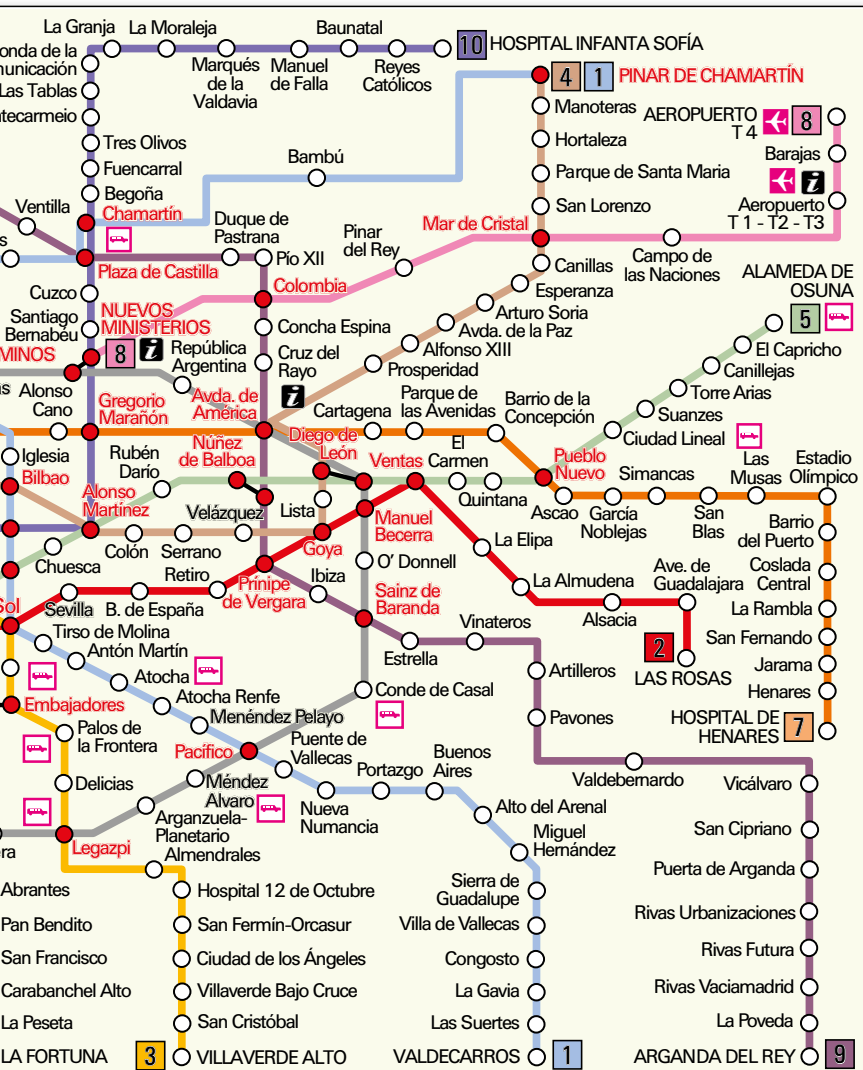 La Granja
La Moraleja
Baunatal
10 HOSPITAL INFANTA SOFÍA
onda de la
unicación
Marqués
de la
Valdavia
Manuel
de Falla
Reyes
Católicos
Las Tablas
4 1 PINAR DE CHAMARTÍN
tecarmeio
Manoteras
AEROPUERTO
T 4
8
Tres Olivos
Hortaleza
Barajas
Bambú
Fuencarral
Parque de Santa Maria
i
Begoña
Aeropuerto
T 1 - T2 - T3
Ventilla
Chamartín
San Lorenzo
Duque de
Pastrana
Mar de Cristal
Pinar
del Rey
s
Plaza de Castilla
Pío XII
Canillas
Campo de
las Naciones
Colombia
Esperanza
ALAMEDA DE
OSUNA
5
Cuzco
Arturo Soria
Santiago
Bernabéu
NUEVOS
MINISTERIOS
8 i
Concha Espina
Avda. de la Paz
El Capricho
MINOS
República
Argentina
Cruz del
Rayo
Alfonso XIII
Canillejas
Prosperidad
Torre Arias
as
Alonso
Cano
Gregorio
Marañón
Avda. de
América
i
Cartagena
Parque de
las Avenidas
Barrio de la
Concepción
Suanzes
Ciudad Lineal
Iglesia
Rubén
Darío
Núñez
de Balboa
Diego de
León
Ventas
El
Carmen
Pueblo
Nuevo
Simancas
Las
Musas
Estadio
Olímpico
Bilbao
Alonso
Martínez
Velázquez
Lista
Quintana
Ascao
García
Noblejas
San
Blas
Manuel
Becerra
Barrio
del Puerto
Colón
Serrano
Goya
La Elipa
Chuesca
O' Donnell
Coslada
Central
Retiro
Prínipe
de Vergara
Ibiza
La Almudena
Ave. de
Guadalajara
Sol
Sevilla
B. de España
Sainz de
Baranda
Alsacia
La Rambla
Tirso de Molina
Vinateros
San Fernando
Antón Martín
Estrella
2
LAS ROSAS
Jarama
Atocha
Artilleros
Henares
Embajadores
Atocha Renfe
Conde de Casal
HOSPITAL DE
HENARES
7
Palos de
la Frontera
Menéndez Pelayo
Pavones
Pacífico
Puente de
Vallecas
Buenos
Aires
Delicias
Méndez
Alvaro
Portazgo
Valdebernardo
Vicálvaro
Arganzuela-
Planetario
Nueva
Numancia
Alto del Arenal
era
Legazpi
Miguel
Hernández
San Cipriano
Almendrales
Puerta de Arganda
Abrantes
Hospital 12 de Octubre
Sierra de
Guadalupe
Rivas Urbanizaciones
Pan Bendito
San Fermín-Orcasur
Villa de Vallecas
San Francisco
Ciudad de los Ángeles
Congosto
Rivas Futura
Carabanchel Alto
Villaverde Bajo Cruce
La Gavia
Rivas Vaciamadrid
La Peseta
San Cristóbal
Las Suertes
La Poveda
LA FORTUNA
3 VILLAVERDE ALTO
VALDECARROS 1
ARGANDA DEL REY 9